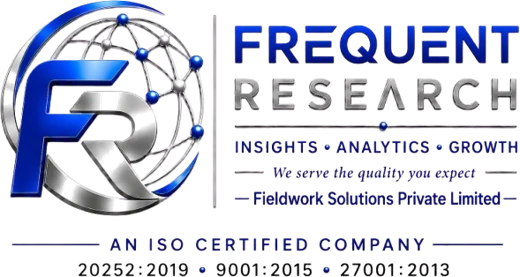 FR
FREQUENT
RESEARCH
INSIGHTS • ANALYTICS • GROWTH
We serve the quality you expect
Fieldwork Solutions Private Limited
AN ISO CERTIFIED COMPANY
20252:2019 • 9001:2015 • 27001:2013